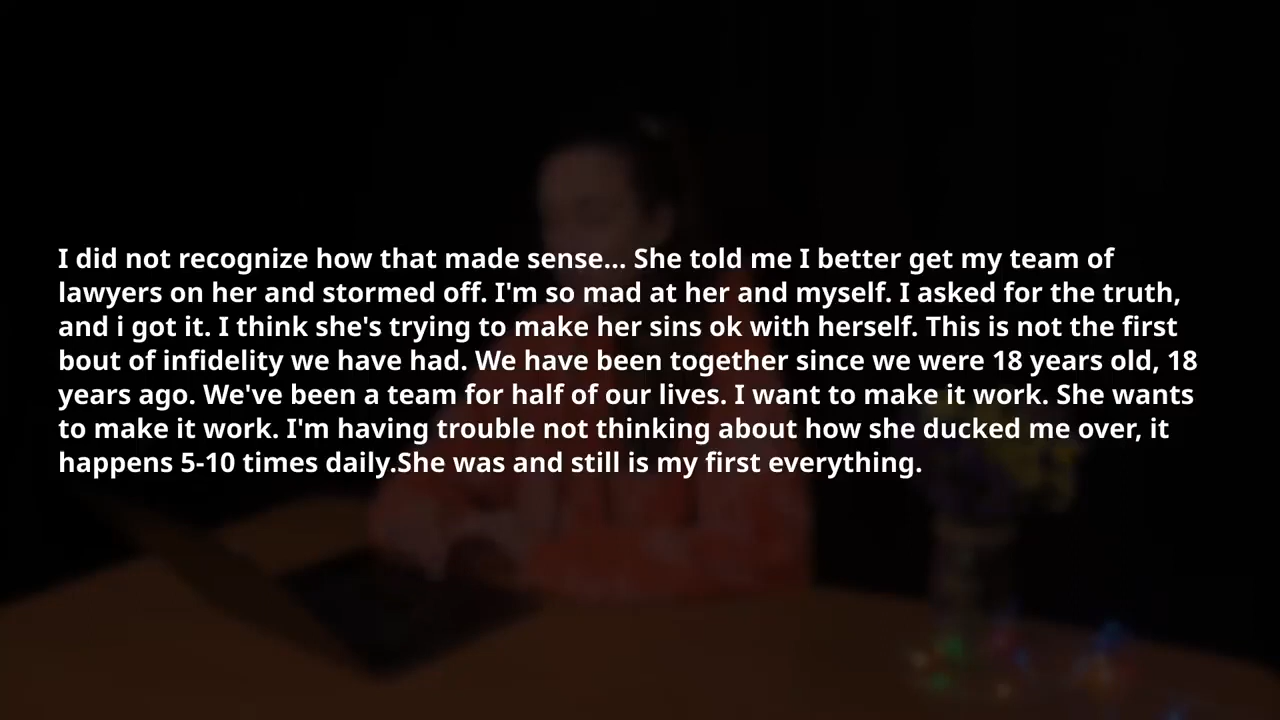 I did not recognize how that made sense... She told me I better get my team of
lawyers on her and stormed off. I'm so mad at her and myself. I asked for the truth,
and i got it. I think she's trying to make her sins ok with herself. This is not the first
bout of infidelity we have had. We have been together since we were 18 years old, 18
years ago. We've been a team for half of our lives. I want to make it work. She wants
to make it work. I'm having trouble not thinking about how she ducked me over, it
happens 5-10 times daily.She was and still is my first everything.